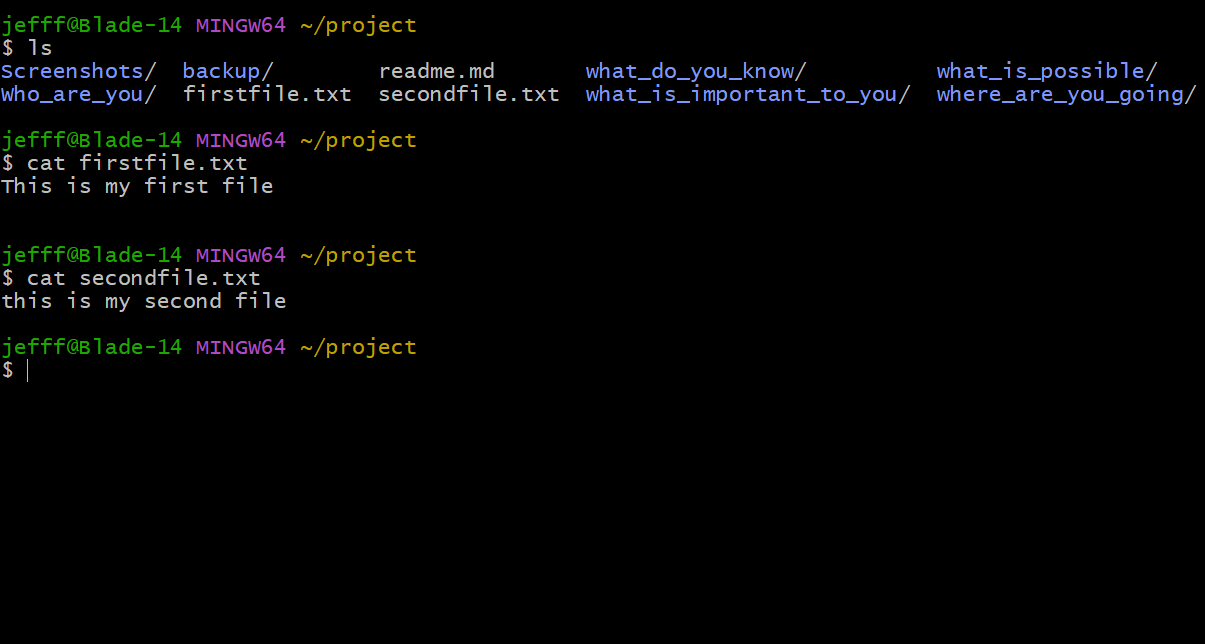 jefff@Blade-14 MINGW64 ~/project
$ ls
Screenshots/  backup/        readme.md       what_do_you_know/          what_is_possible/
Who_are_you/  firstfile.txt  secondfile.txt  what_is_important_to_you/  where_are_you_going/
jefff@Blade-14 MINGW64 ~/project
$ cat firstfile.txt
This is my first file
jefff@Blade-14 MINGW64 ~/project
$ cat secondfile.txt
this is my second file
jefff@Blade-14 MINGW64 ~/project
$